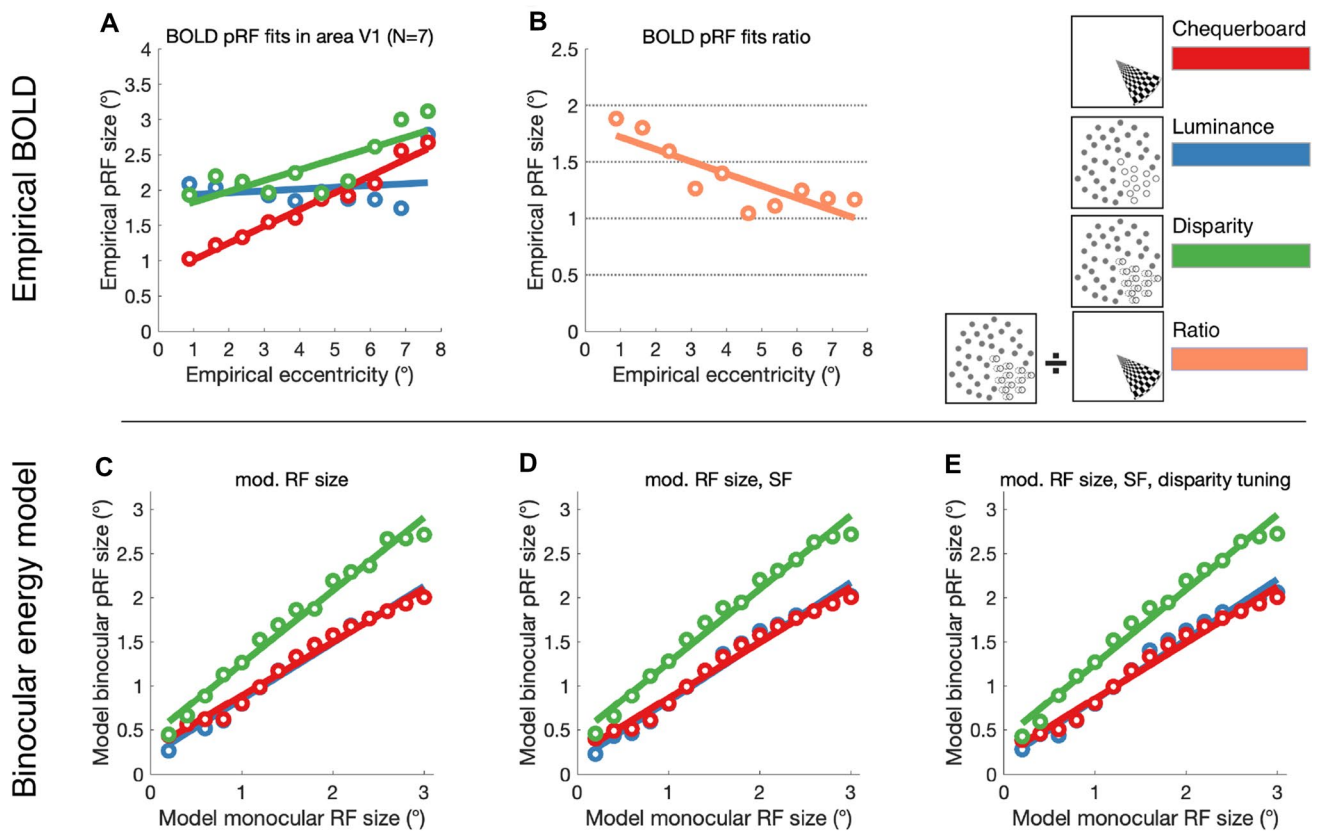 Empirical BOLD
A
BOLD pRF fits in area V1 (N=7)
Empirical pRF size (°)
4
3.5
3
2.5
2
1.5
1
0.5
0
0 1 2 3 4 5 6 7 8
Empirical eccentricity (°)
B
BOLD pRF fits ratio
Empirical pRF size (°)
2.5
2
1.5
1
0.5
0
0 1 2 3 4 5 6 7 8
Empirical eccentricity (°)
Chequerboard
Luminance
Disparity
Ratio
÷
Binocular energy model
C
mod. RF size
Model binocular pRF size (°)
3
2.5
2
1.5
1
0.5
0
0 1 2 3
Model monocular RF size (°)
D
mod. RF size, SF
Model binocular pRF size (°)
3
2.5
2
1.5
1
0.5
0
0 1 2 3
Model monocular RF size (°)
E
mod. RF size, SF, disparity tuning
Model binocular pRF size (°)
3
2.5
2
1.5
1
0.5
0
0 1 2 3
Model monocular RF size (°)